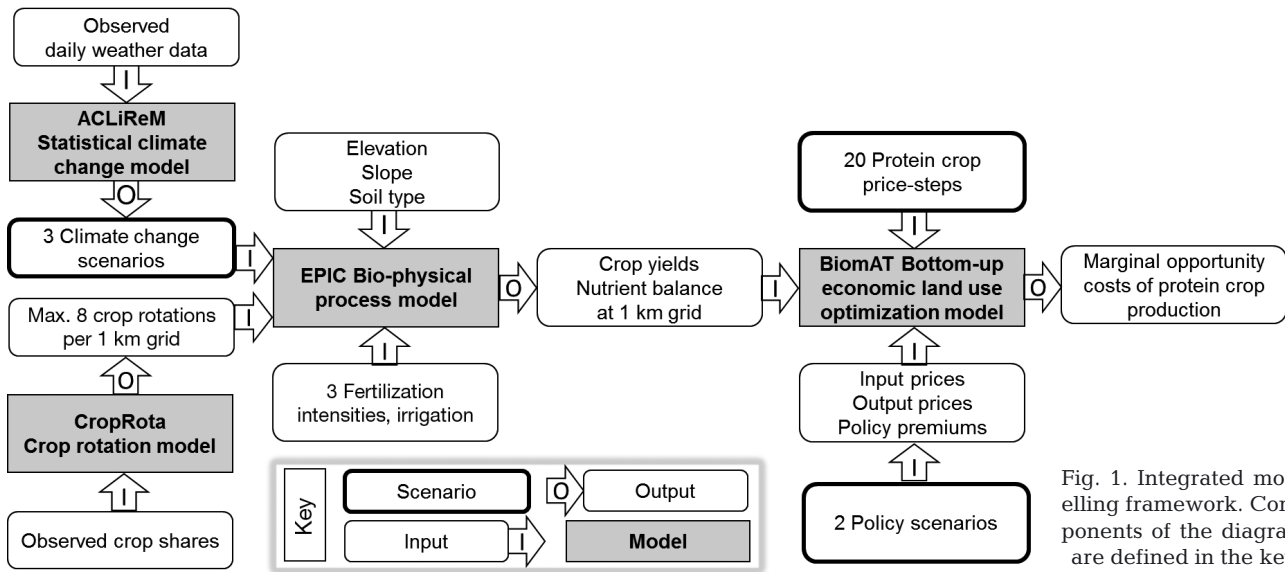 Observed
daily weather data
I
ACLiReM
Statistical climate
change model
O
3 Climate change
scenarios
I
Max. 8 crop rotations
per 1 km grid
I
O
CropRota
Crop rotation model
I
Observed crop shares
Elevation
Slope
Soil type
I
EPIC Bio-physical
process model
I
3 Fertilization
intensities, irrigation
O
Crop yields
Nutrient balance
at 1 km grid
I
20 Protein crop
price-steps
I
BiomAT Bottom-up
economic land use
optimization model
O
Marginal opportunity
costs of protein crop
production
I
Input prices
Output prices
Policy premiums
I
2 Policy scenarios
Key
Scenario
O
Output
Input
I
Model
Fig. 1. Integrated mod
elling framework. Com
ponents of the diagram
are defined in the key